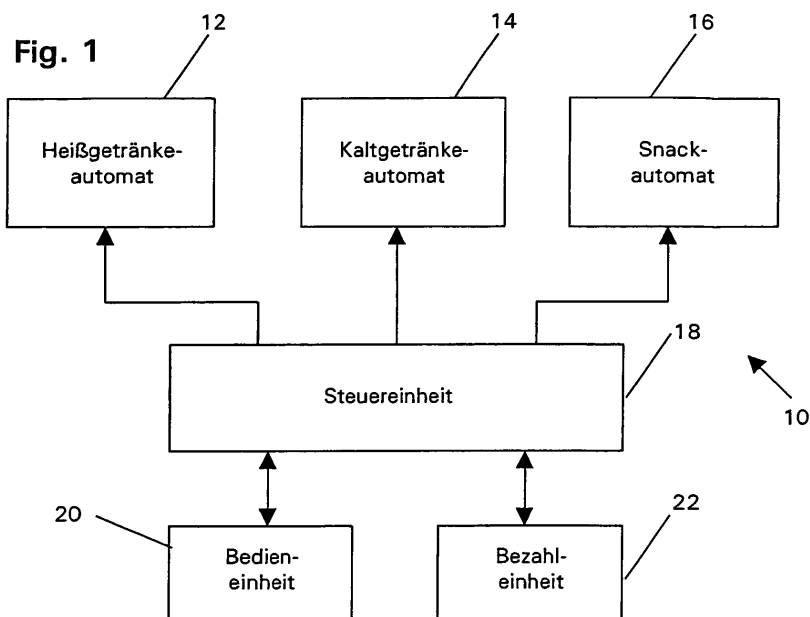 Fig. 1
12
14
16
Heißgetränke-
automat
Kaltgetränke-
automat
Snack-
automat
18
Steuereinheit
10
20
22
Bedien-
einheit
Bezahl-
einheit